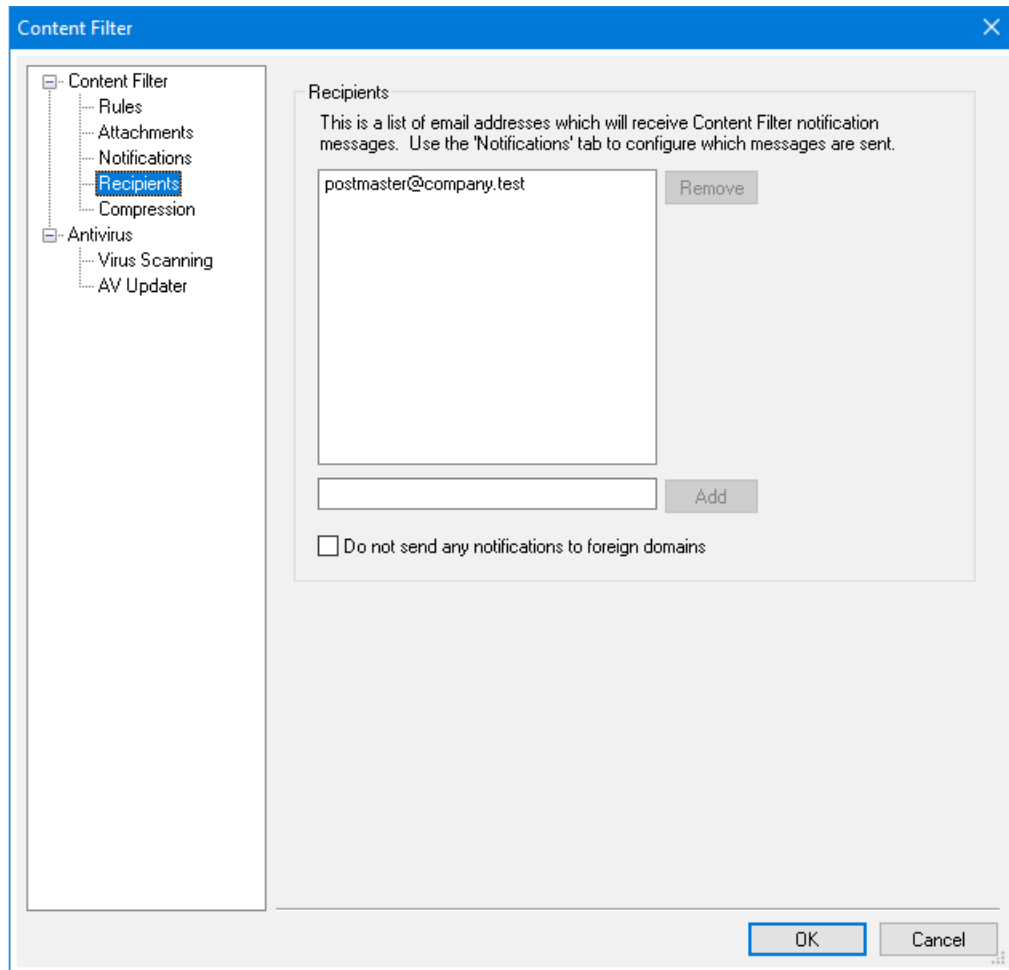 Content Filter
Content Filter
Rules
Attachments
Notifications
Recipients
Compression
Antivirus
Virus Scanning
AV Updater
Recipients
This is a list of email addresses which will receive Content Filter notification
messages.  Use the 'Notifications' tab to configure which messages are sent.
postmaster@company.test
Remove
Add
Do not send any notifications to foreign domains
OK
Cancel